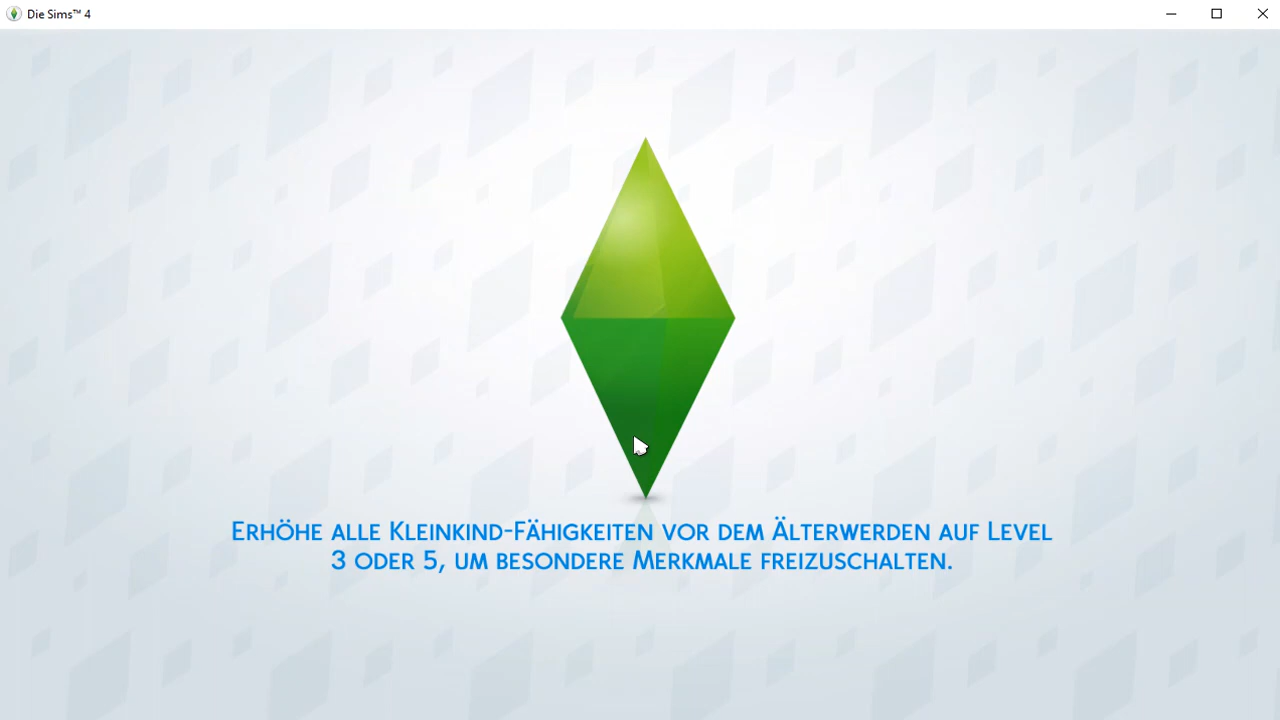 Die Sims™ 4
Erhöhe alle Kleinkind-Fähigkeiten vor dem Älterwerden auf Level
3 oder 5, um besondere Merkmale freizuschalten.